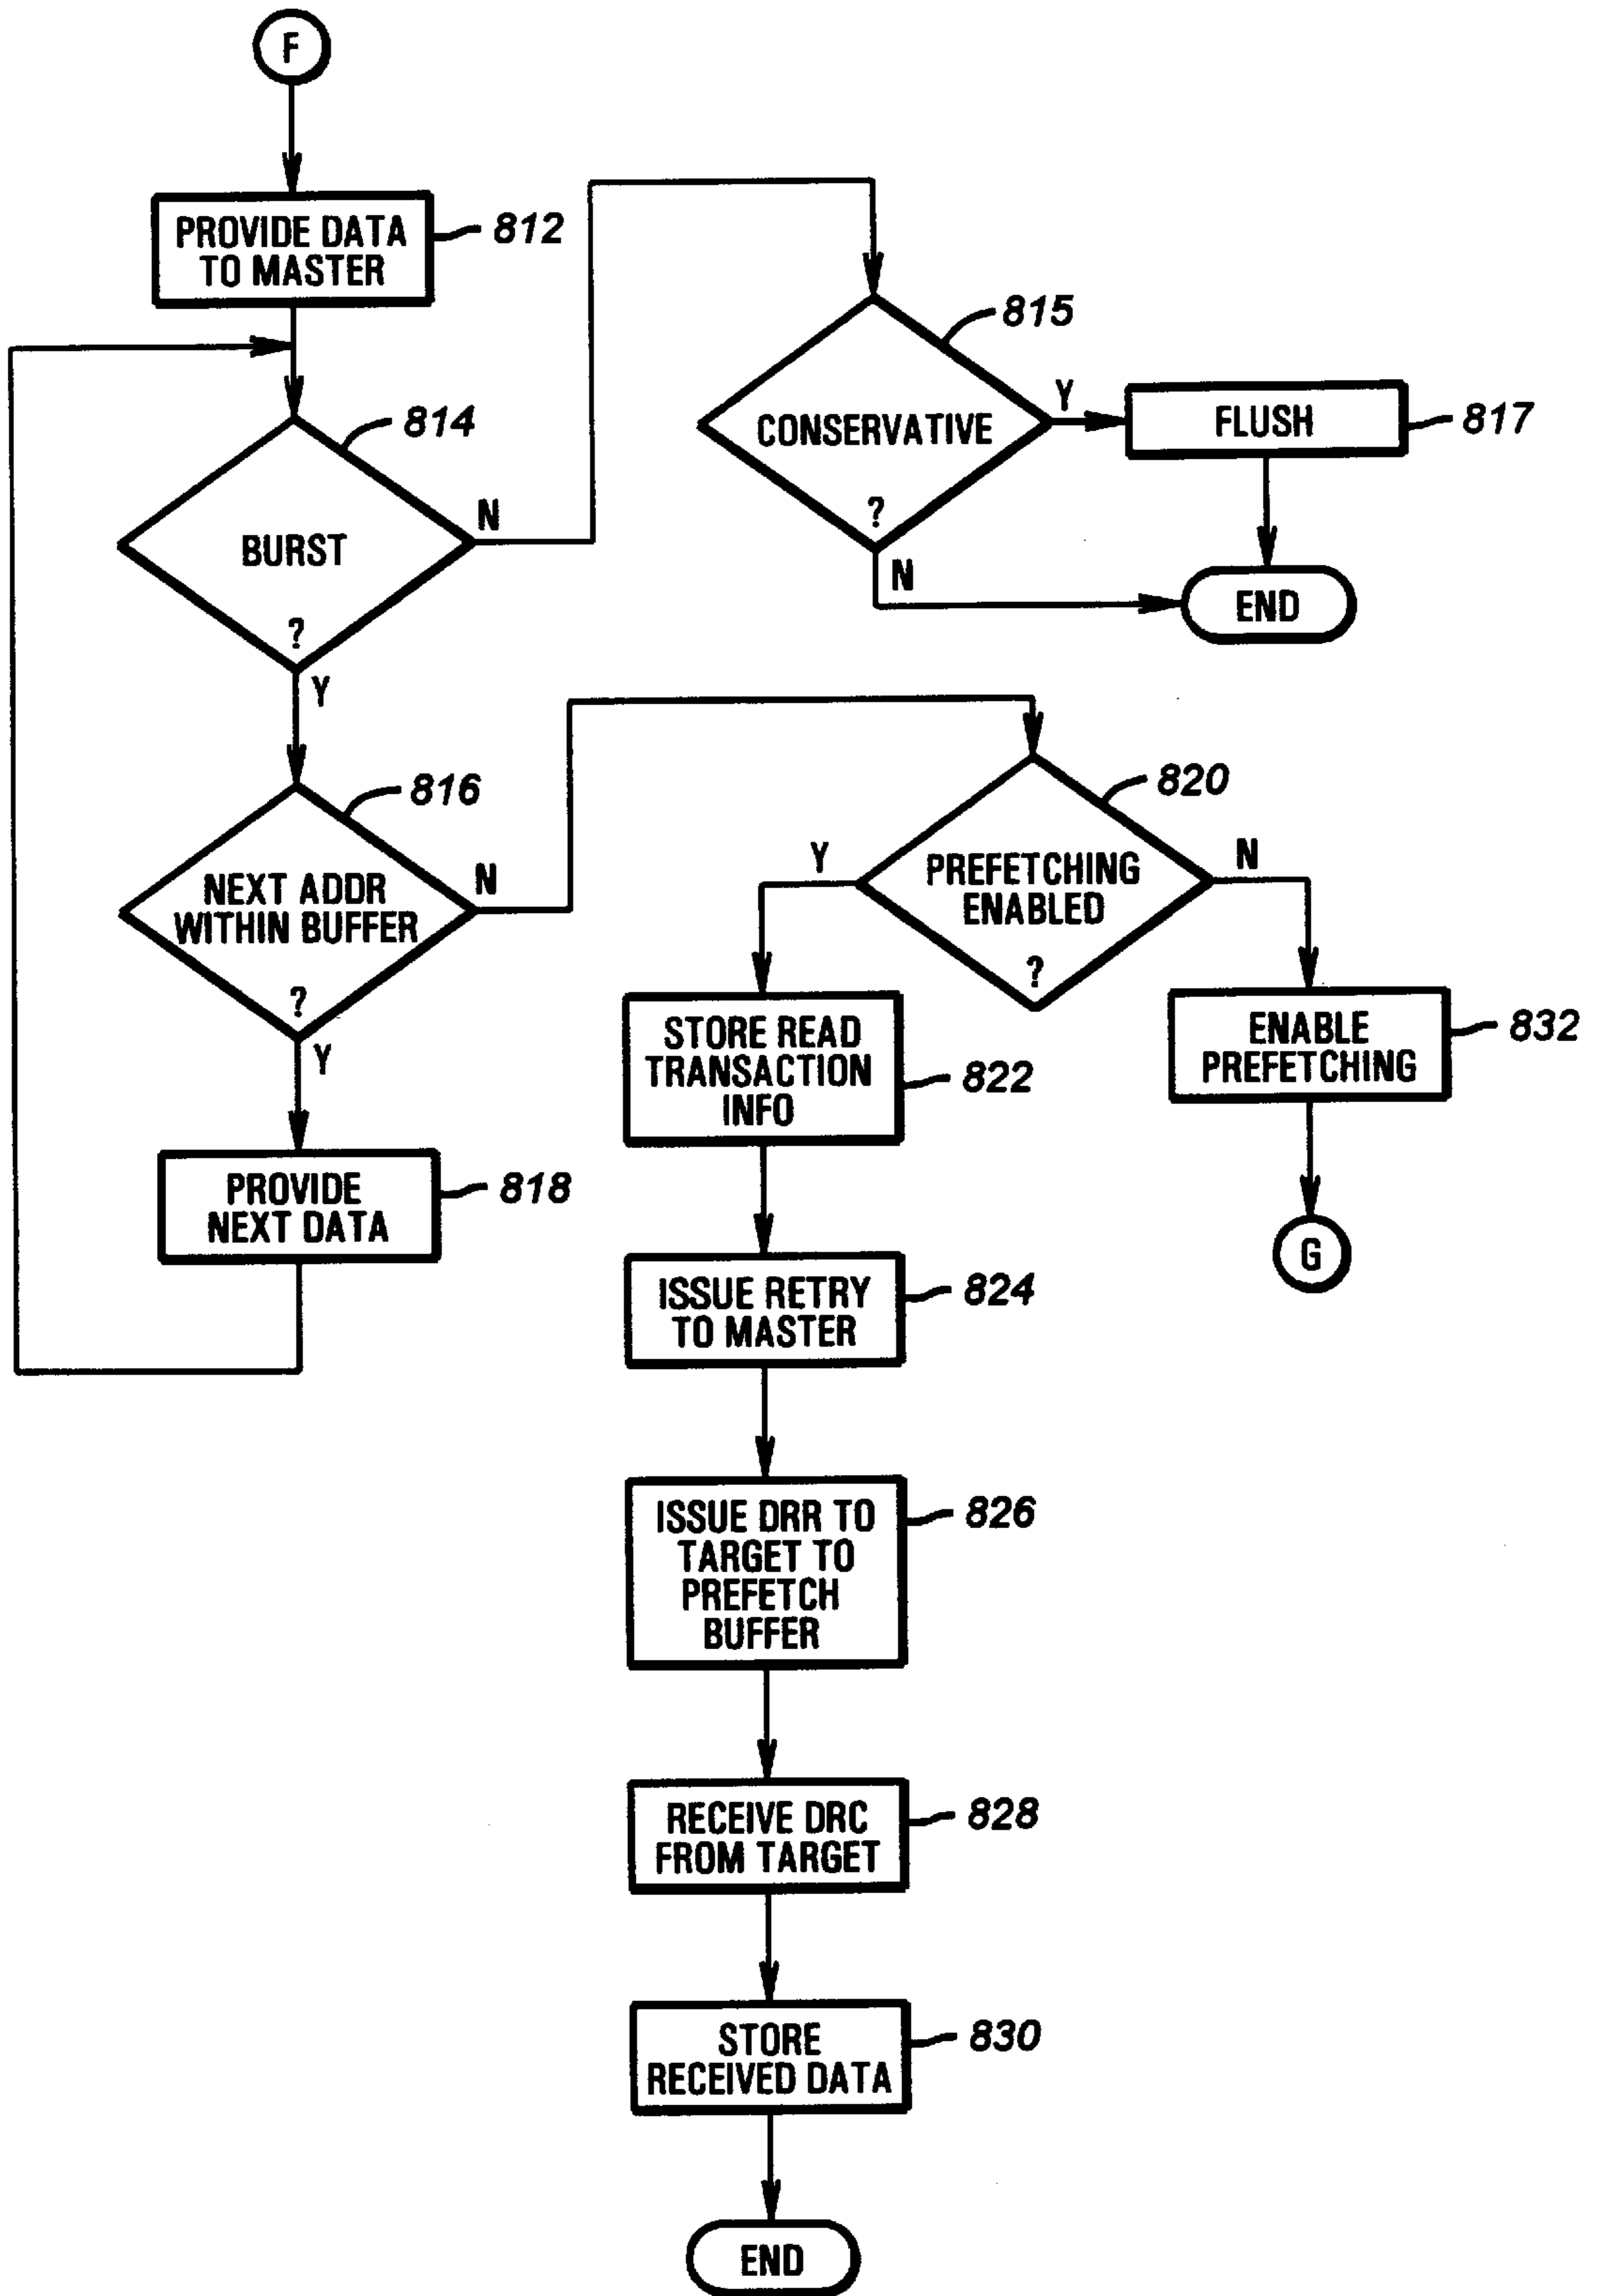 F
PROVIDE DATA
TO MASTER
812
814
BURST
?
N
Y
815
CONSERVATIVE
?
Y
N
FLUSH
817
END
816
NEXT ADDR
WITHIN BUFFER
?
N
Y
PROVIDE
NEXT DATA
818
820
PREFETCHING
ENABLED
?
Y
N
STORE READ
TRANSACTION
INFO
822
ENABLE
PREFETCHING
832
G
ISSUE RETRY
TO MASTER
824
ISSUE DRR TO
TARGET TO
PREFETCH
BUFFER
826
RECEIVE DRC
FROM TARGET
828
STORE
RECEIVED DATA
830
END